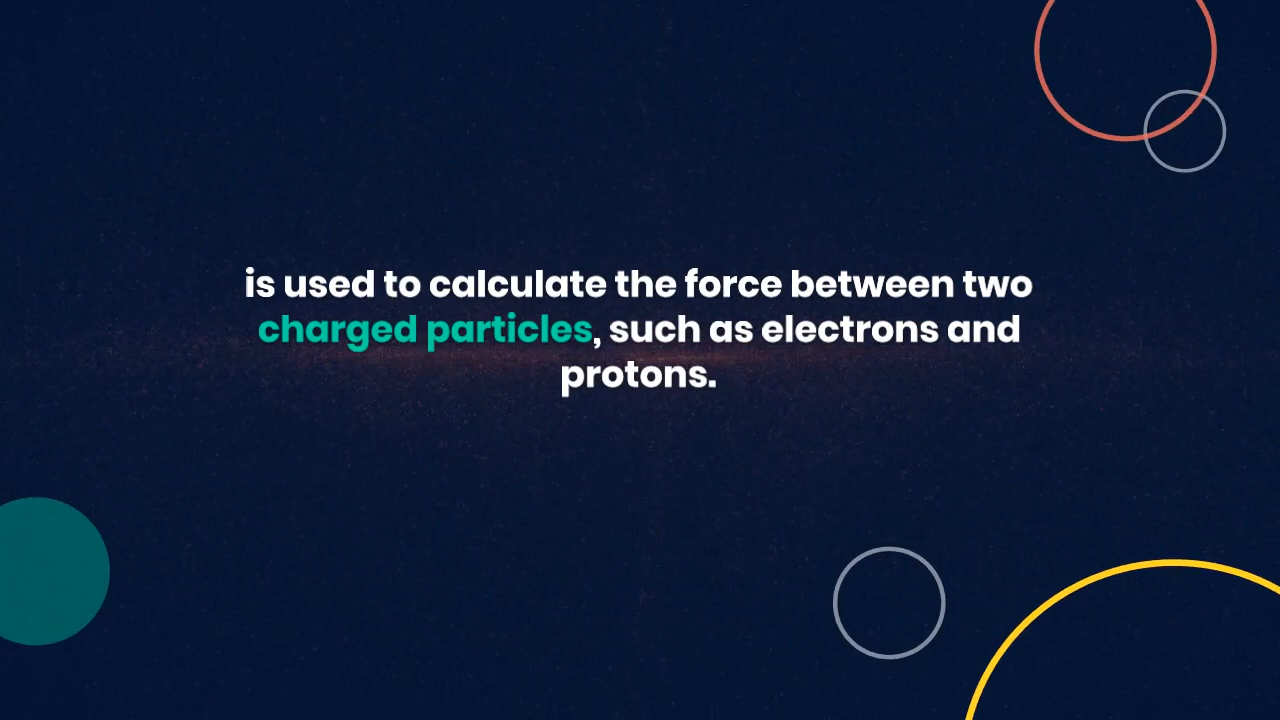 is used to calculate the force between two
charged particles, such as electrons and
protons.